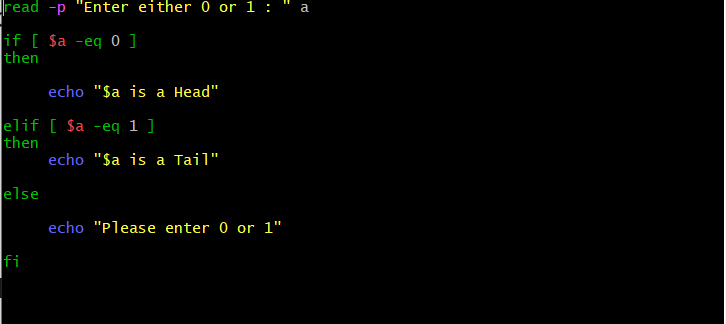 read -p "Enter either 0 or 1 : " a
if [ $a -eq 0 ]
then
echo "$a is a Head"
elif [ $a -eq 1 ]
then
echo "$a is a Tail"
else
echo "Please enter 0 or 1"
fi